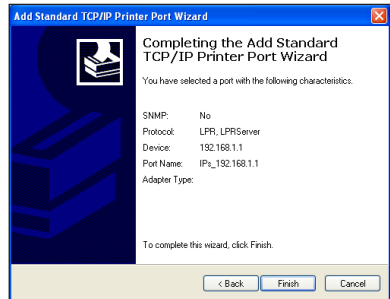 Add Standard TCP/IP Printer Port Wizard
Completing the Add Standard
TCP/IP Printer Port Wizard
You have selected a port with the following characteristics.
SNMP: No
Protocol: LPR, LPRServer
Device: 192.168.1.1
Port Name: IPs_192.168.1.1
Adapter Type:
To complete this wizard, click Finish.
< Back Finish Cancel